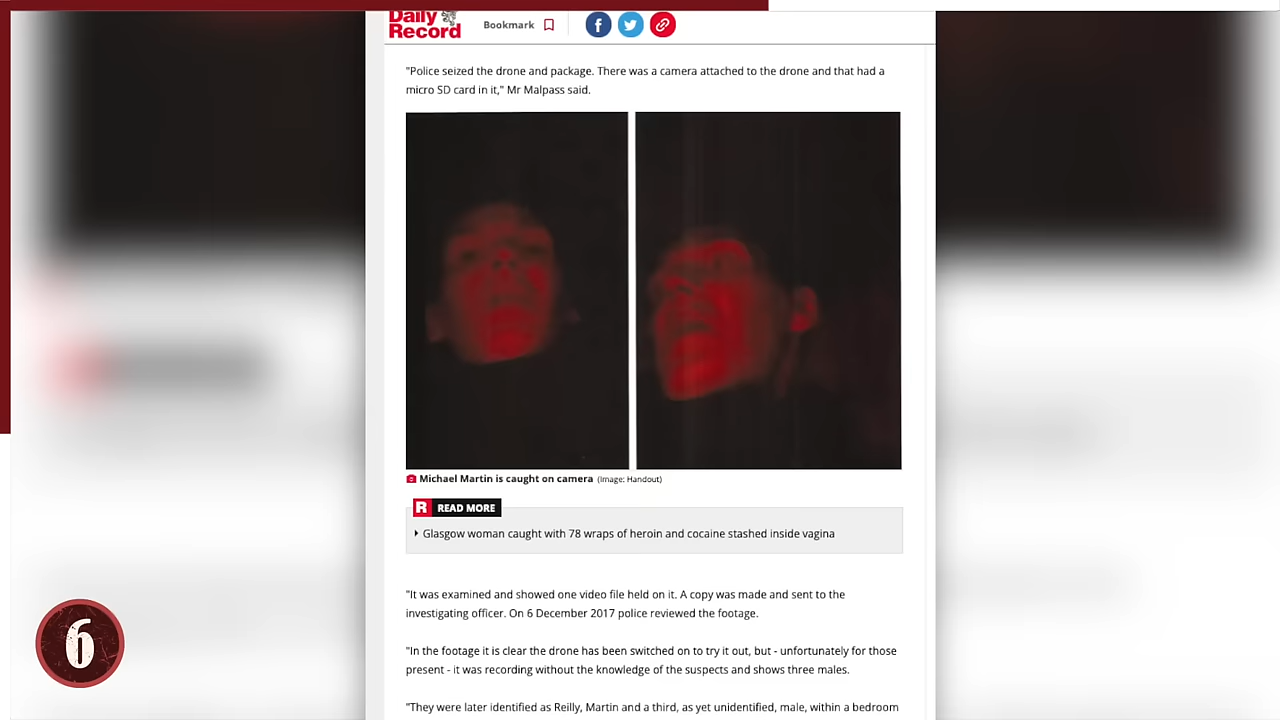 Daily
Record
Bookmark
"Police seized the drone and package. There was a camera attached to the drone and that had a
micro SD card in it," Mr Malpass said.
Michael Martin is caught on camera (Image: Handout)
R READ MORE
Glasgow woman caught with 78 wraps of heroin and cocaine stashed inside vagina
"It was examined and showed one video file held on it. A copy was made and sent to the
investigating officer. On 6 December 2017 police reviewed the footage.
"In the footage it is clear the drone has been switched on to try it out, but - unfortunately for those
present - it was recording without the knowledge of the suspects and shows three males.
"They were later identified as Reilly, Martin and a third, as yet unidentified, male, within a bedroom
6